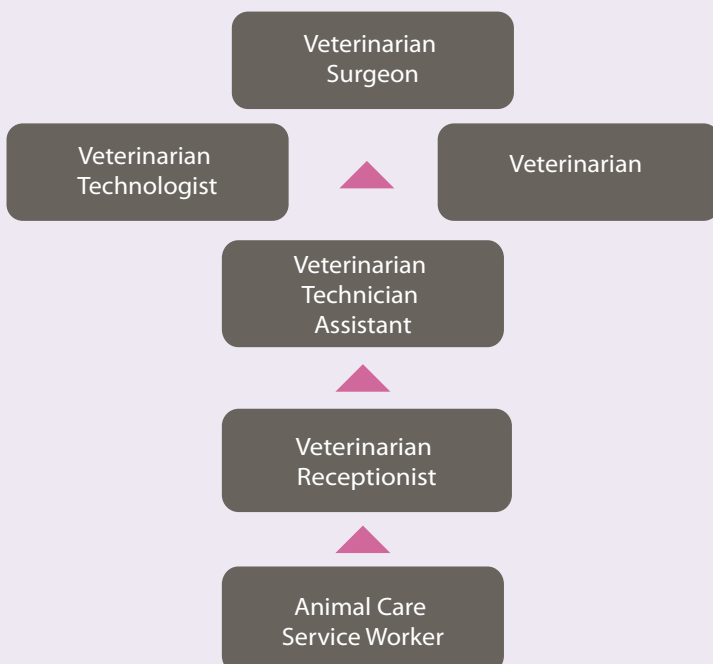 Veterinarian
Surgeon
Veterinarian
Technologist
Veterinarian
Veterinarian
Technician
Assistant
Veterinarian
Receptionist
Animal Care
Service Worker